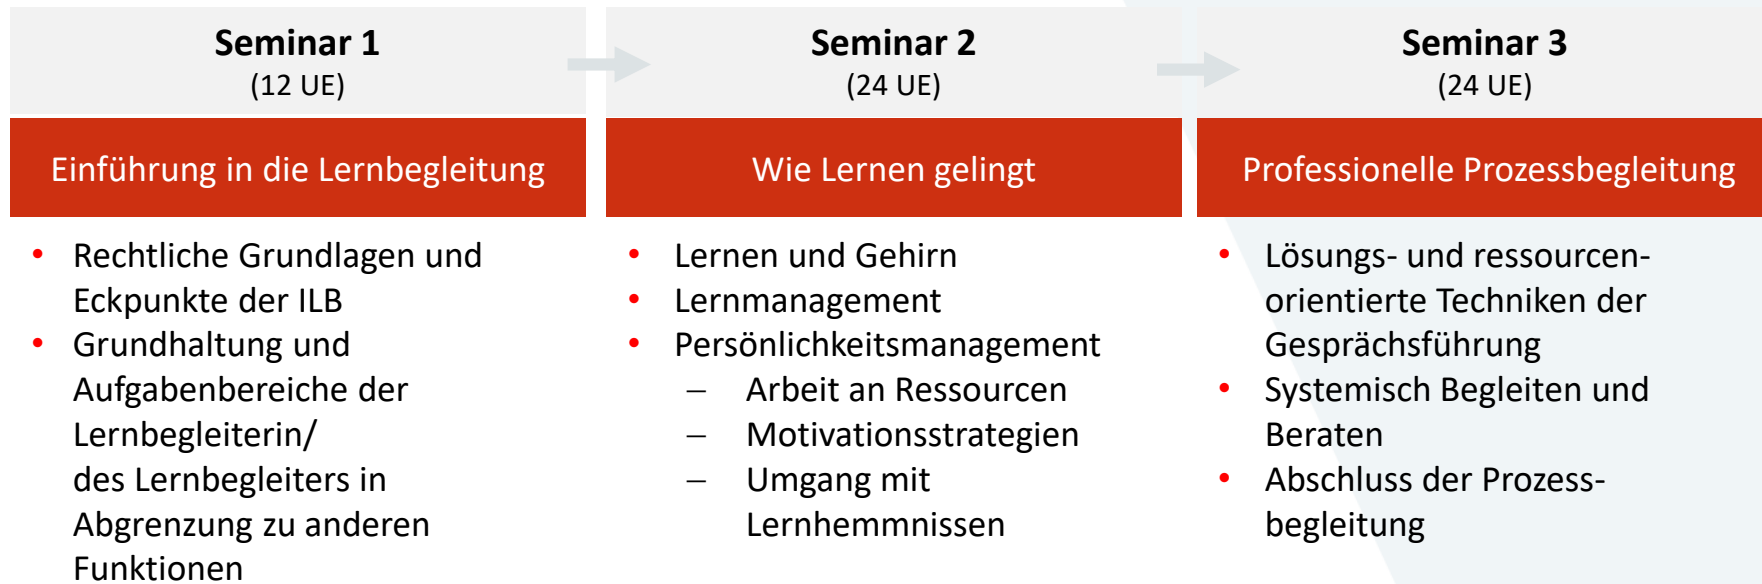 Seminar 1
(12 UE)
Einführung in die Lernbegleitung
• Rechtliche Grundlagen und
Eckpunkte der ILB
• Grundhaltung und
Aufgabenbereiche der
Lernbegleiterin/
des Lernbegleiters in
Abgrenzung zu anderen
Funktionen
Seminar 2
(24 UE)
Wie Lernen gelingt
• Lernen und Gehirn
• Lernmanagement
• Persönlichkeitsmanagement
– Arbeit an Ressourcen
– Motivationsstrategien
– Umgang mit
Lernhemmnissen
Seminar 3
(24 UE)
Professionelle Prozessbegleitung
• Lösungs- und ressourcen-
orientierte Techniken der
Gesprächsführung
• Systemisch Begleiten und
Beraten
• Abschluss der Prozess-
begleitung